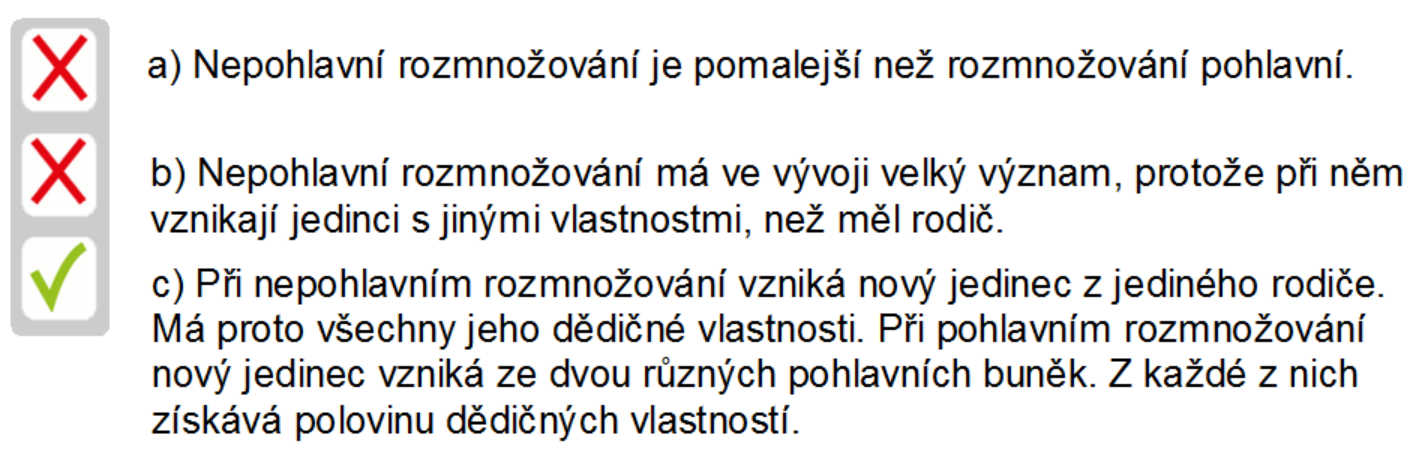 a) Nepohlavní rozmnožování je pomalejší než rozmnožování pohlavní.
b) Nepohlavní rozmnožování má ve vývoji velký význam, protože při něm
vznikají jedinci s jinými vlastnostmi, než měl rodič.
c) Při nepohlavním rozmnožování vzniká nový jedinec z jediného rodiče.
Má proto všechny jeho dědičné vlastnosti. Při pohlavním rozmnožování
nový jedinec vzniká ze dvou různých pohlavních buněk. Z každé z nich
získává polovinu dědičných vlastností.